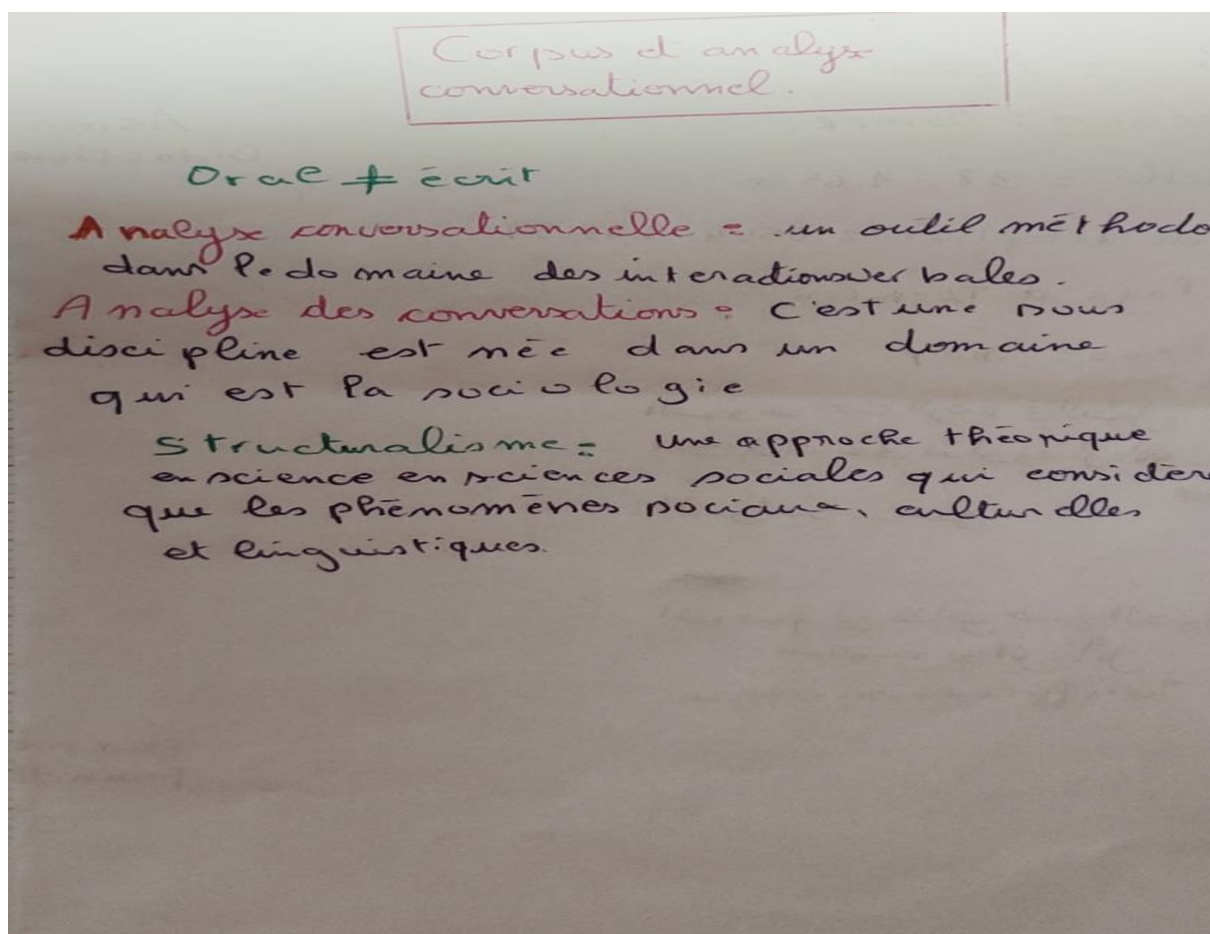 Corpus et analyse
conversationnel.
Oral ≠ écrit
Analyse conversationnelle = un outil méthodo
dans le domaine des interactions verbales.
Analyse des conversations : C'est une sous
discipline est née dans un domaine
qui est la sociologie
Structuralisme = une approche théorique
en science en sciences sociales qui considèr
que les phénomènes sociaux, culturelles
et linguistiques.